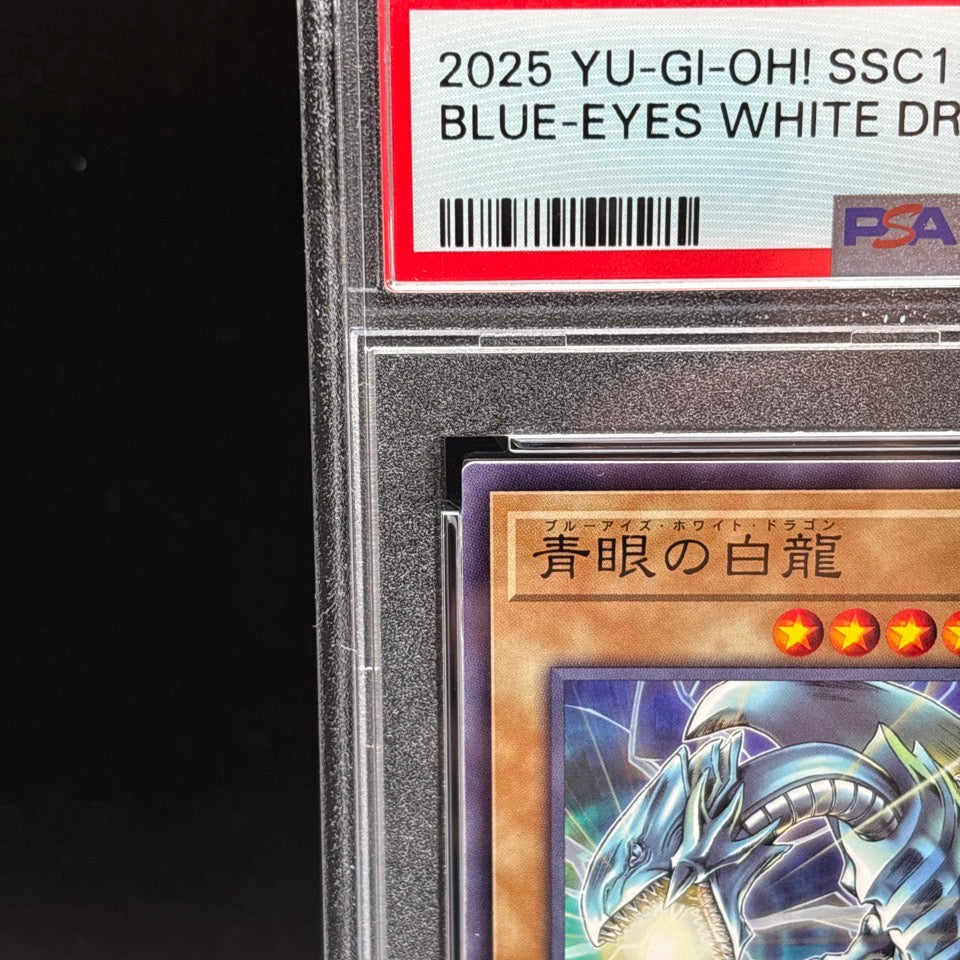 2025 YU-GI-OH! SSC1
BLUE-EYES WHITE DR
PSA
ブルーアイズ・ホワイト・ドラゴン
青眼の白龍